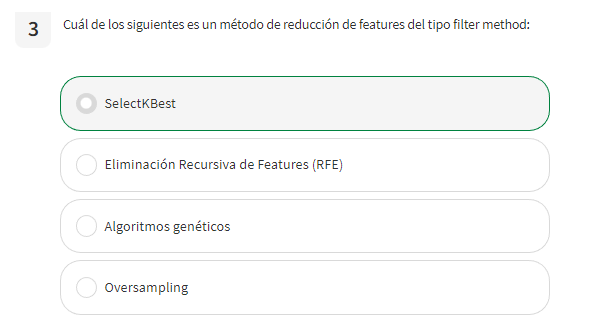 3
Cuál de los siguientes es un método de reducción de features del tipo filter method:
SelectKBest
Eliminación Recursiva de Features (RFE)
Algoritmos genéticos
Oversampling